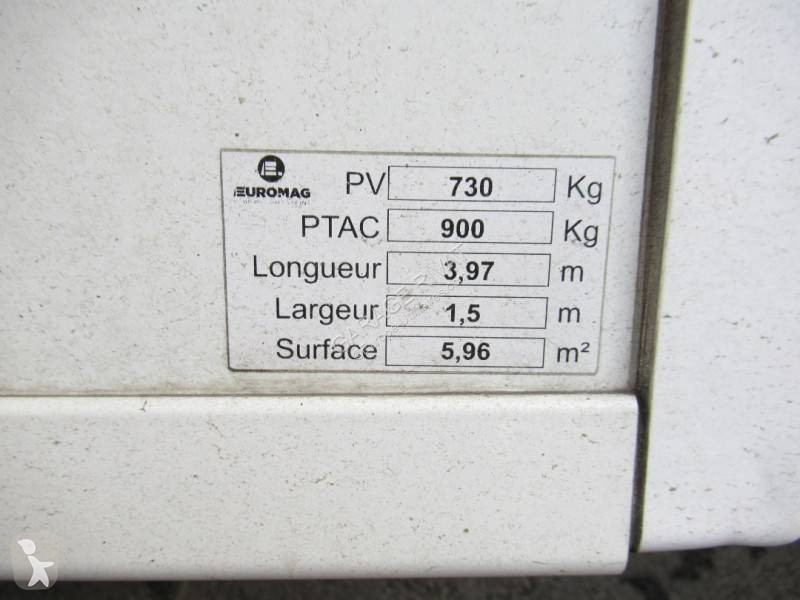 EUROMAG
PV 730 Kg
PTAC 900 Kg
Longueur 3,97 m
Largeur 1,5 m
Surface 5,96 m²